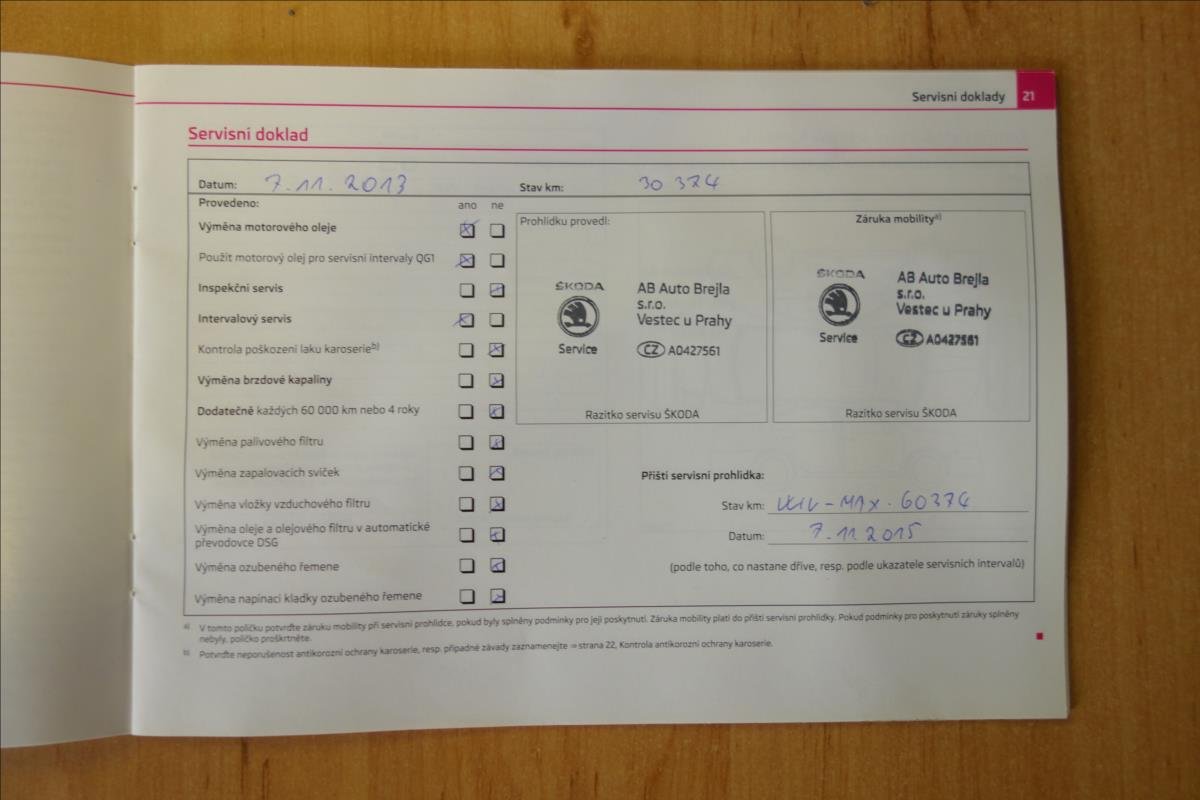 Servisní doklady 21
Servisní doklad
Datum: 7.11.2013 Stav km: 30 374
Provedeno: ano ne
Výměna motorového oleje
Použit motorový olej pro servisní intervaly QG1
Inspekční servis
Intervalový servis
Kontrola poškození laku karoserieb)
Výměna brzdové kapaliny
Dodatečně každých 60 000 km nebo 4 roky
Výměna palivového filtru
Výměna zapalovacích svíček
Výměna vložky vzduchového filtru
Výměna oleje a olejového filtru v automatické
převodovce DSG
Výměna ozubeného řemene
Výměna napínací kladky ozubeného řemene
Prohlídku provedl:
ŠKODA
Service
AB Auto Brejla
s.r.o.
Vestec u Prahy
CZ A0427561
Razítko servisu ŠKODA
Záruka mobilitya)
ŠKODA
Service
AB Auto Brejla
s.r.o.
Vestec u Prahy
CZ A0427561
Razítko servisu ŠKODA
Příští servisní prohlídka:
Stav km: MAX. 60374
Datum: 7.11.2015
(podle toho, co nastane dříve, resp. podle ukazatele servisních intervalů)
a) V tomto políčku potvrďte záruku mobility při servisní prohlídce, pokud byly splněny podmínky pro její poskytnutí. Záruka mobility platí do příští servisní prohlídky. Pokud podmínky pro poskytnutí záruky splněny
nebyly, políčko proškrtněte.
b) Potvrďte neporušenost antikorozní ochrany karoserie, resp. případné závady zaznamenejte ⇒ strana 22, Kontrola antikorozní ochrany karoserie.